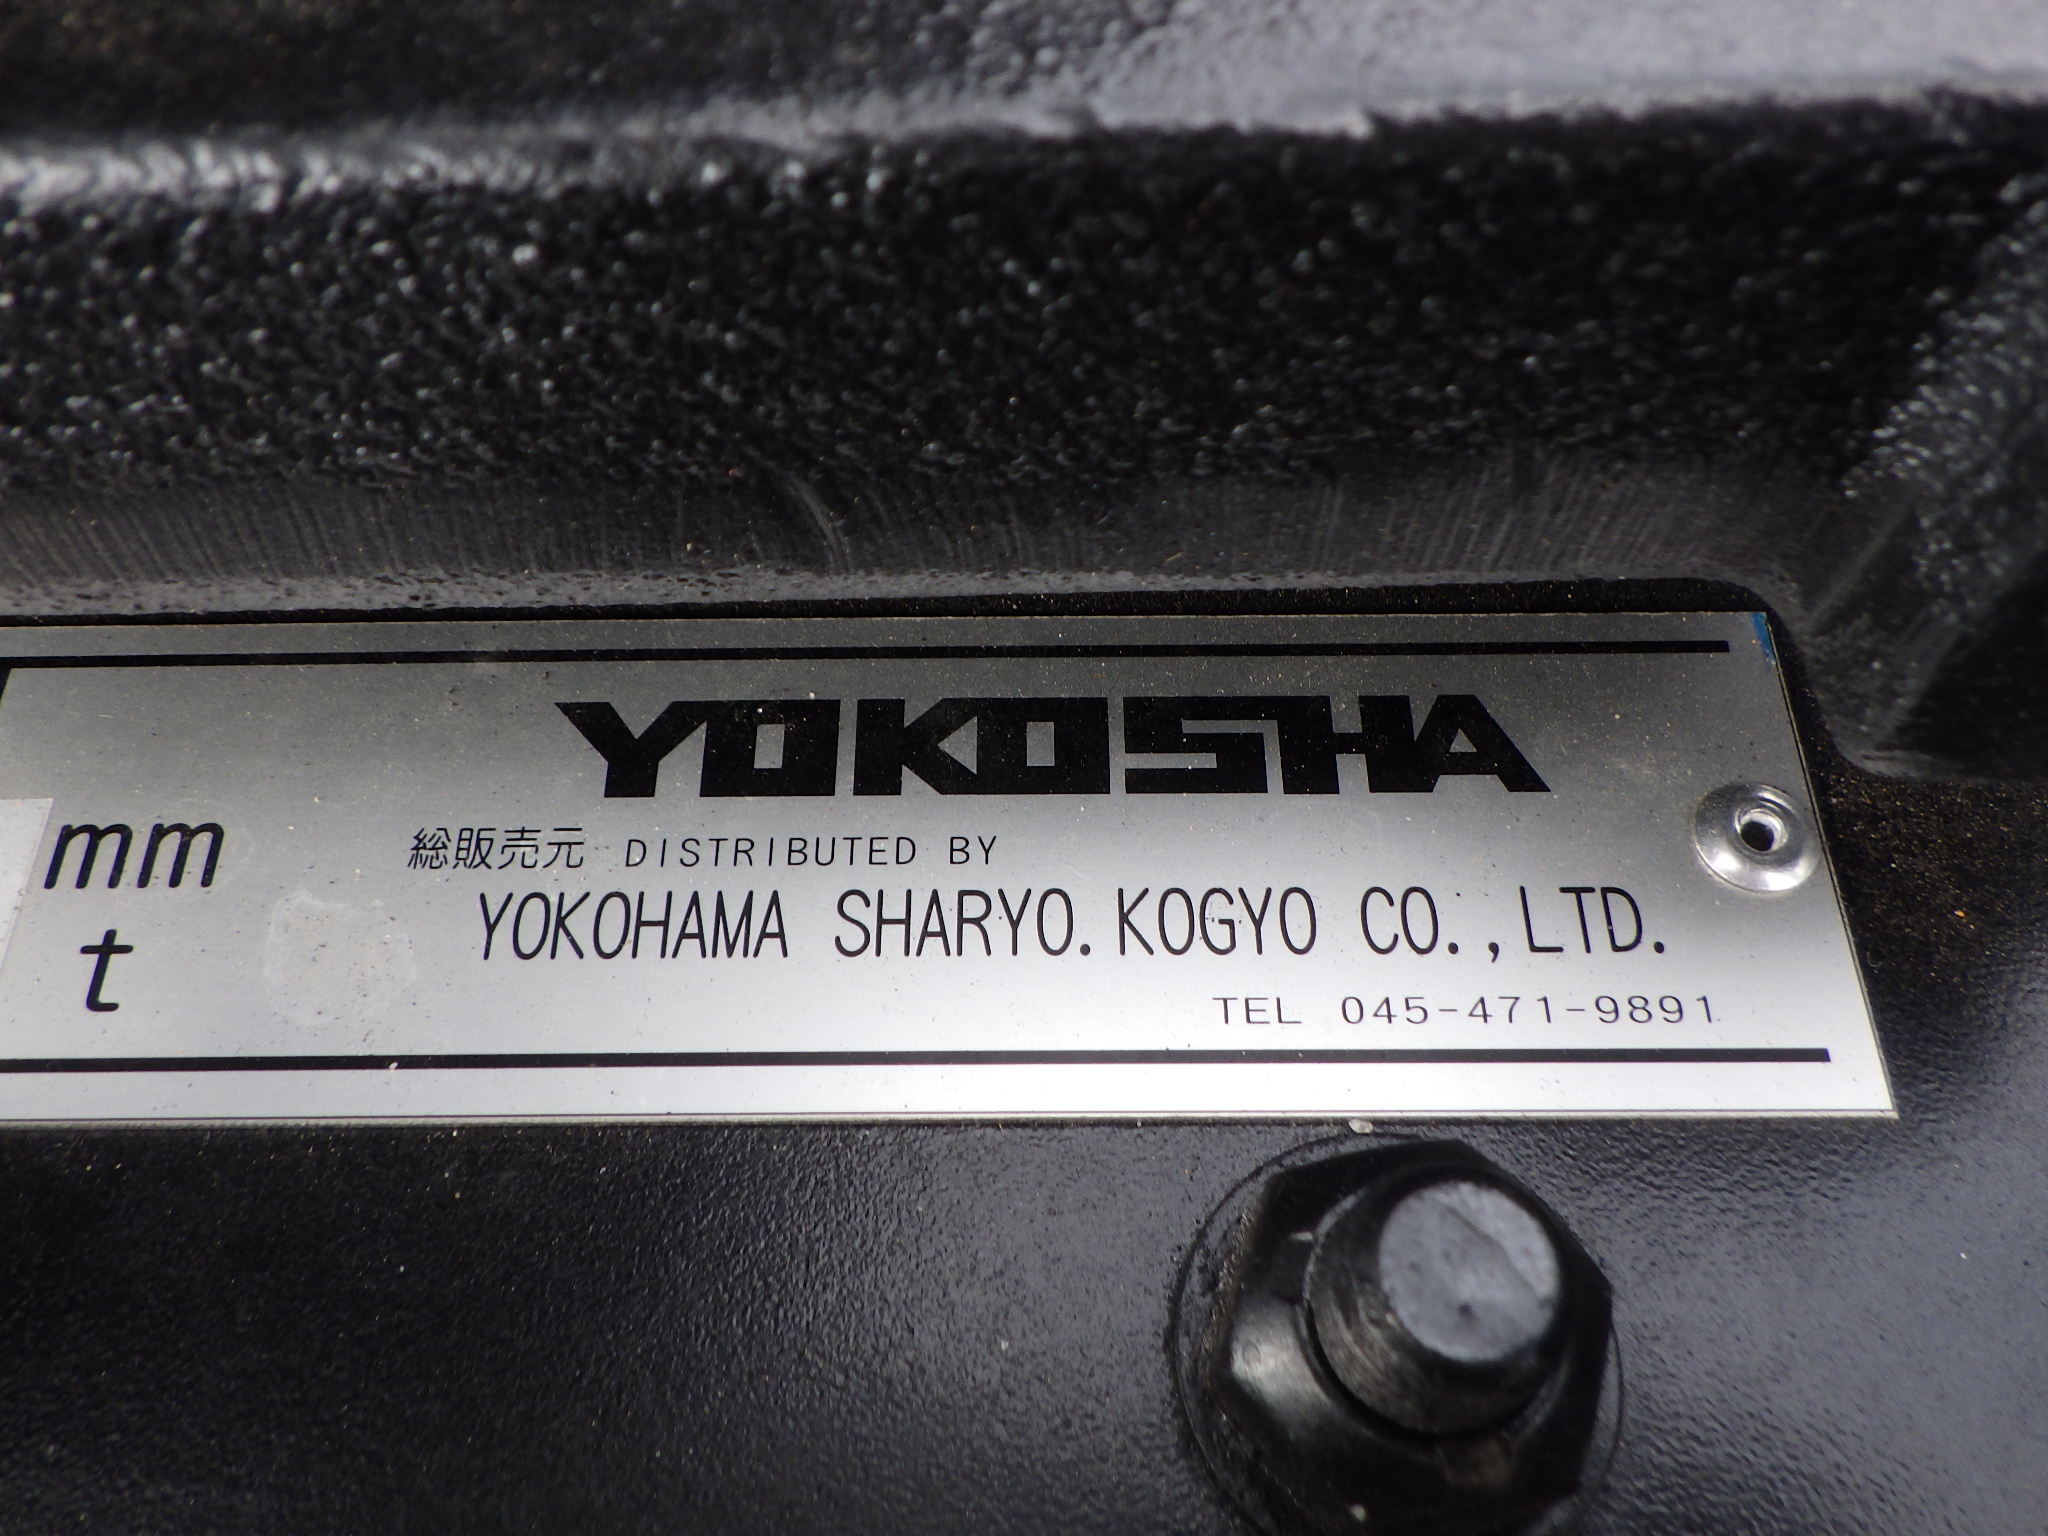 YOKOSHA
mm
総販売元 DISTRIBUTED BY
t
YOKOHAMA SHARYO.KOGYO CO.,LTD.
TEL 045-471-9891